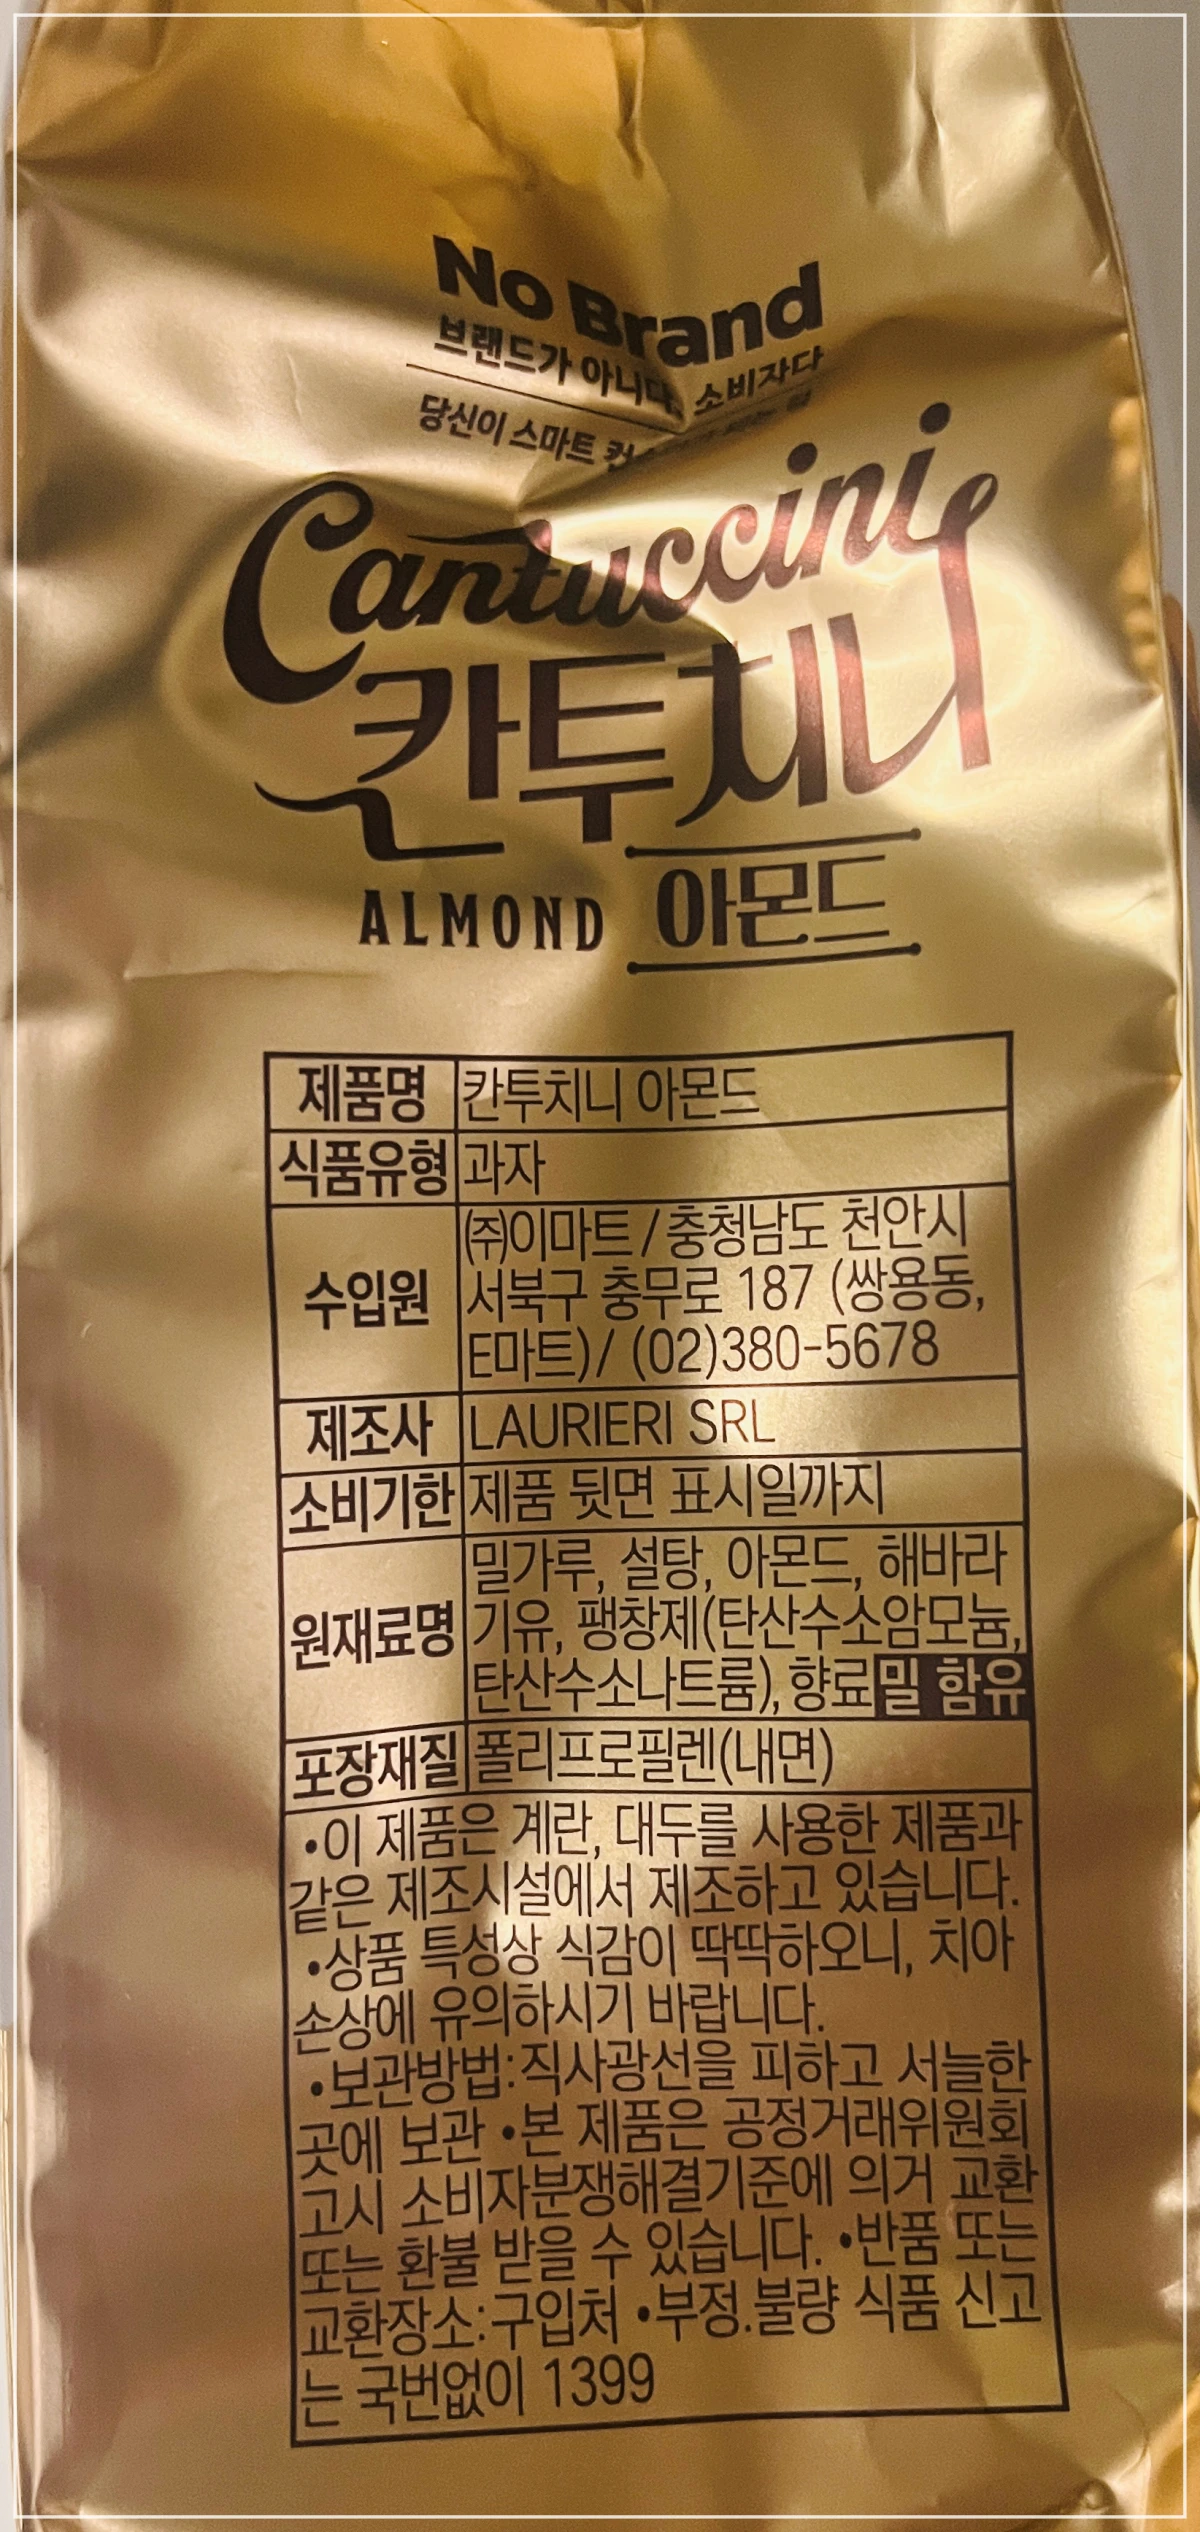 No Brand
브랜드가 아니다, 소비자다
당신이 스마트
Cantuccini
칸투치니
ALMOND 아몬드
제품명 칸투치니 아몬드
식품유형 과자
수입원 ㈜이마트 / 충청남도 천안시
서북구 충무로 187 (쌍용동,
E마트)/ (02)380-5678
제조사 LAURIERI SRL
소비기한 제품 뒷면 표시일까지
원재료명 밀가루, 설탕, 아몬드, 해바라
기유, 팽창제(탄산수소암모늄,
탄산수소나트륨), 향료 밀 함유
포장재질 폴리프로필렌(내면)
•이 제품은 계란, 대두를 사용한 제품과
같은 제조시설에서 제조하고 있습니다.
•상품 특성상 식감이 딱딱하오니, 치아
손상에 유의하시기 바랍니다.
•보관방법:직사광선을 피하고 서늘한
곳에 보관 •본 제품은 공정거래위원회
고시 소비자분쟁해결기준에 의거 교환
또는 환불 받을 수 있습니다. •반품 또는
교환장소:구입처 •부정.불량 식품 신고
는 국번없이 1399